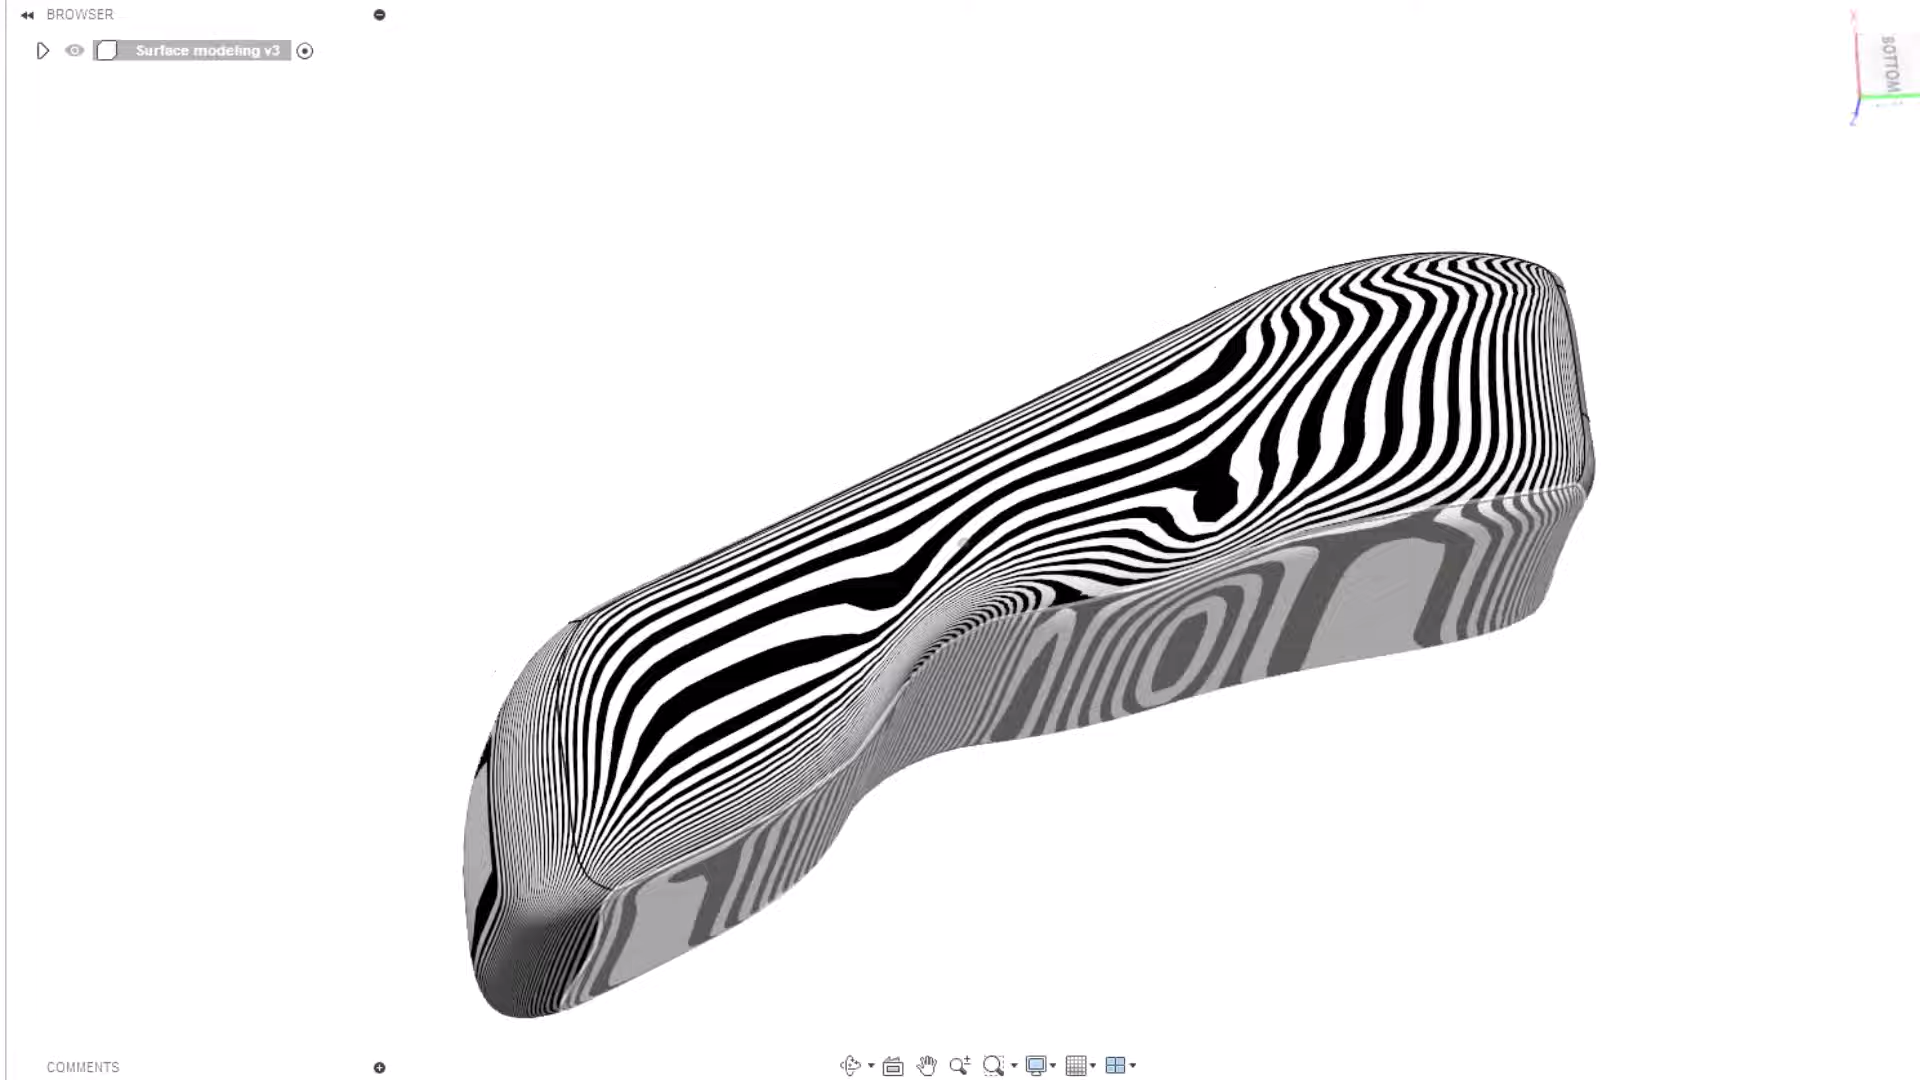 BROWSER
Surface modeling v3
BOTTOM
Z
COMMENTS